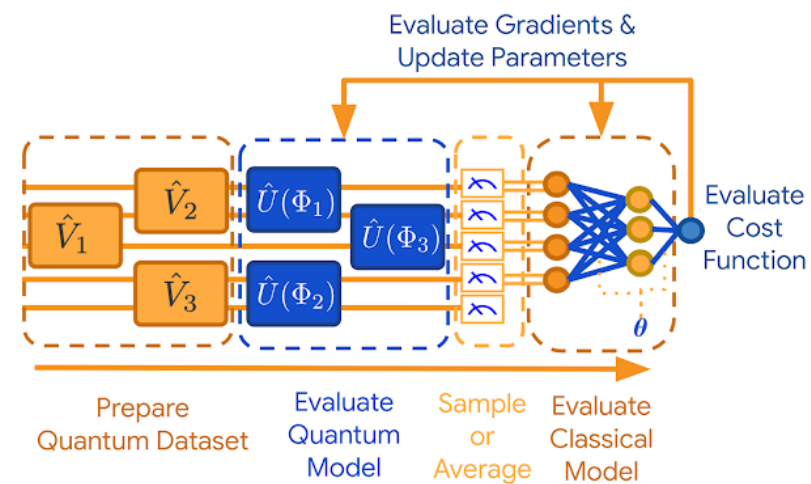 Evaluate Gradients &
Update Parameters
V̂₁
V̂₂
V̂₃
Û(Φ₁)
Û(Φ₂)
Û(Φ₃)
θ
Evaluate
Cost
Function
Prepare
Quantum Dataset
Evaluate
Quantum
Model
Sample
or
Average
Evaluate
Classical
Model